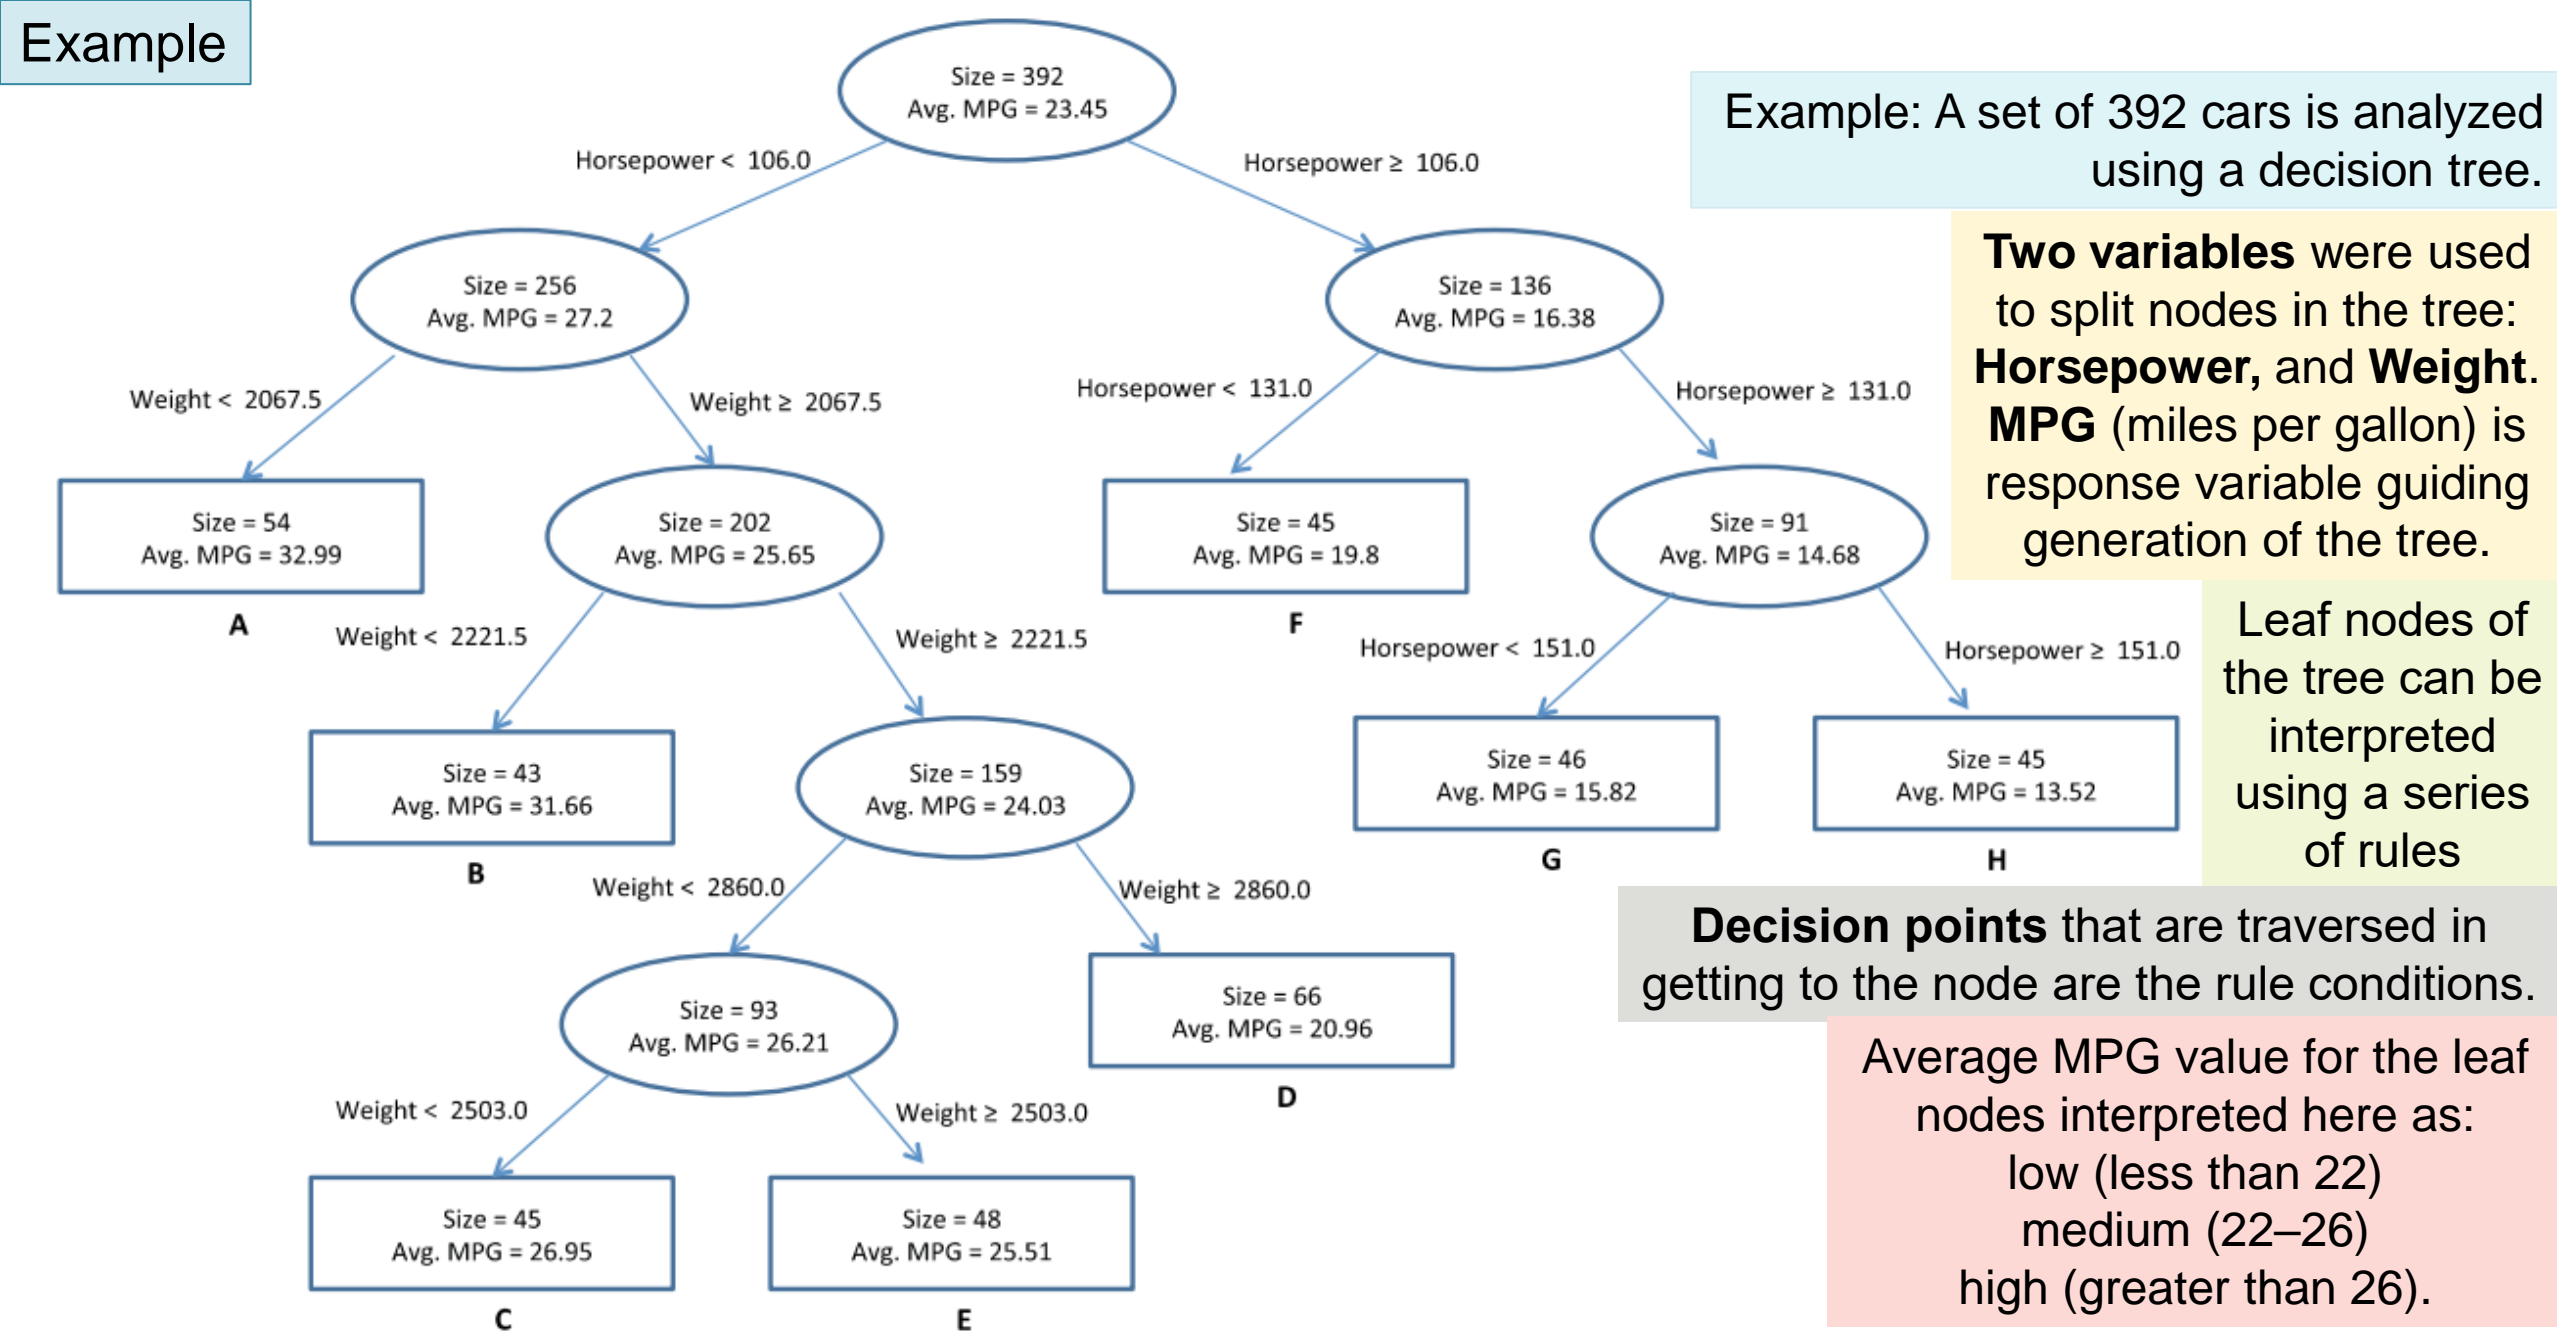 Example
Size = 392
Avg. MPG = 23.45
Horsepower < 106.0
Horsepower ≥ 106.0
Size = 256
Avg. MPG = 27.2
Size = 136
Avg. MPG = 16.38
Weight < 2067.5
Weight ≥ 2067.5
Horsepower < 131.0
Horsepower ≥ 131.0
Size = 54
Avg. MPG = 32.99
A
Size = 202
Avg. MPG = 25.65
Size = 45
Avg. MPG = 19.8
F
Size = 91
Avg. MPG = 14.68
Weight < 2221.5
Weight ≥ 2221.5
Horsepower < 151.0
Horsepower ≥ 151.0
Size = 43
Avg. MPG = 31.66
B
Size = 159
Avg. MPG = 24.03
Size = 46
Avg. MPG = 15.82
G
Size = 45
Avg. MPG = 13.52
H
Weight < 2860.0
Weight ≥ 2860.0
Size = 93
Avg. MPG = 26.21
Size = 66
Avg. MPG = 20.96
D
Weight < 2503.0
Weight ≥ 2503.0
Size = 45
Avg. MPG = 26.95
C
Size = 48
Avg. MPG = 25.51
E
Example: A set of 392 cars is analyzed
using a decision tree.
Two variables were used
to split nodes in the tree:
Horsepower, and Weight.
MPG (miles per gallon) is
response variable guiding
generation of the tree.
Leaf nodes of
the tree can be
interpreted
using a series
of rules
Decision points that are traversed in
getting to the node are the rule conditions.
Average MPG value for the leaf
nodes interpreted here as:
low (less than 22)
medium (22–26)
high (greater than 26).